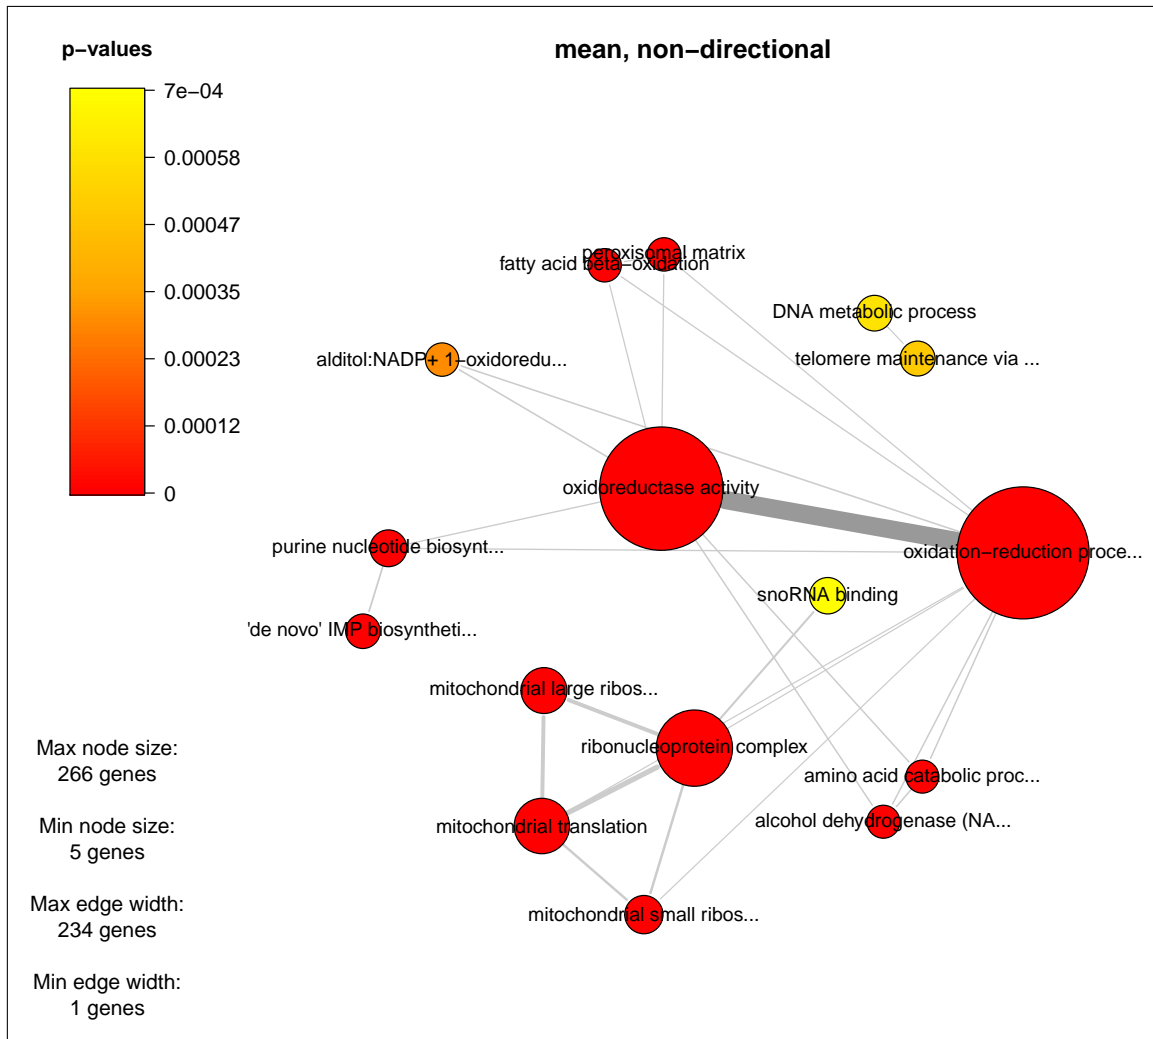 p−values
mean, non−directional
7e−04
0.00058
0.00047
0.00035
0.00023
0.00012
0
peroxisomal matrix
fatty acid beta−oxidation
DNA metabolic process
telomere maintenance via ...
alditol:NADP+ 1−oxidoredu...
oxidoreductase activity
purine nucleotide biosynt...
oxidation−reduction proce...
snoRNA binding
'de novo' IMP biosyntheti...
mitochondrial large ribos...
ribonucleoprotein complex
amino acid catabolic proc...
alcohol dehydrogenase (NA...
mitochondrial translation
mitochondrial small ribos...
Max node size:
266 genes
Min node size:
5 genes
Max edge width:
234 genes
Min edge width:
1 genes